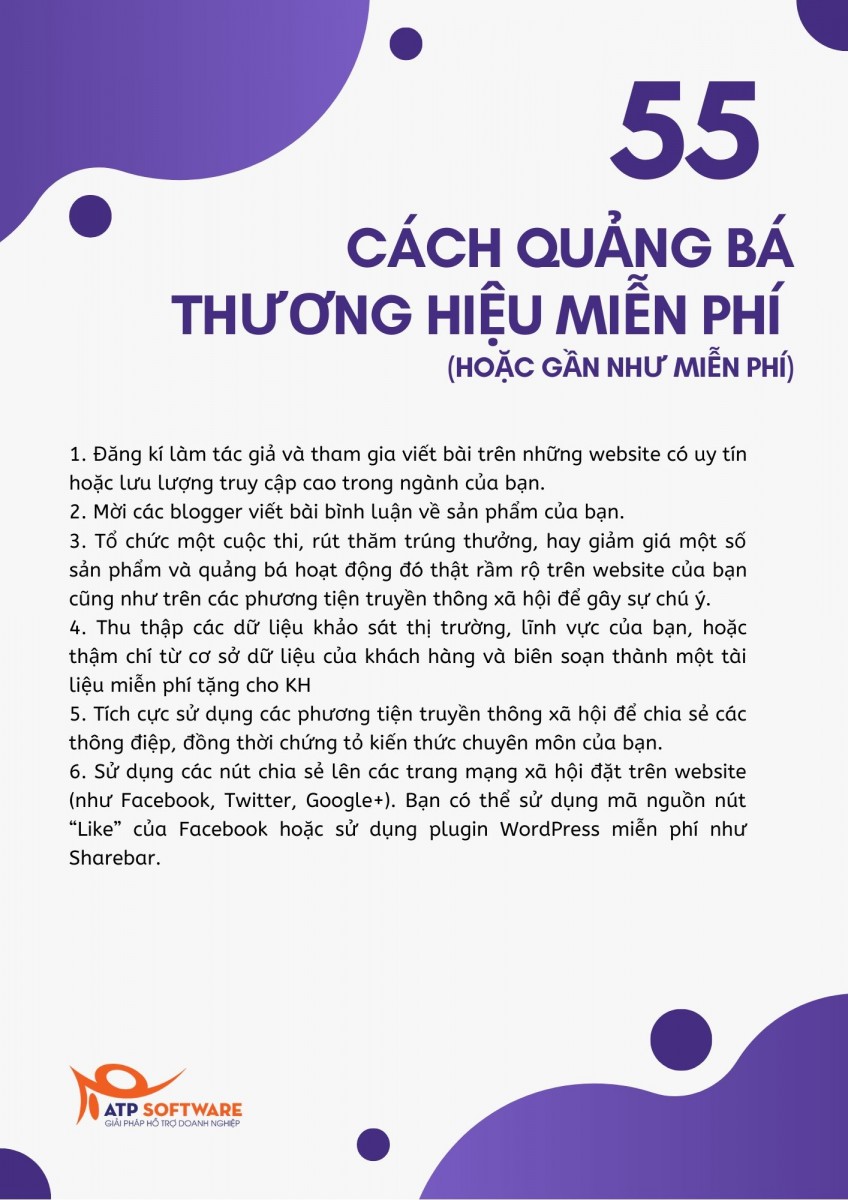 55
CÁCH QUẢNG BÁ
THƯƠNG HIỆU MIỄN PHÍ
(HOẶC GẦN NHƯ MIỄN PHÍ)
1. Đăng kí làm tác giả và tham gia viết bài trên những website có uy tín
hoặc lưu lượng truy cập cao trong ngành của bạn.
2. Mời các blogger viết bài bình luận về sản phẩm của bạn.
3. Tổ chức một cuộc thi, rút thăm trúng thưởng, hay giảm giá một số
sản phẩm và quảng bá hoạt động đó thật rầm rộ trên website của bạn
cũng như trên các phương tiện truyền thông xã hội để gây sự chú ý.
4. Thu thập các dữ liệu khảo sát thị trường, lĩnh vực của bạn, hoặc
thậm chí từ cơ sở dữ liệu của khách hàng và biên soạn thành một tài
liệu miễn phí tặng cho KH
5. Tích cực sử dụng các phương tiện truyền thông xã hội để chia sẻ các
thông điệp, đồng thời chứng tỏ kiến thức chuyên môn của bạn.
6. Sử dụng các nút chia sẻ lên các trang mạng xã hội đặt trên website
(như Facebook, Twitter, Google+). Bạn có thể sử dụng mã nguồn nút
“Like” của Facebook hoặc sử dụng plugin WordPress miễn phí như
Sharebar.
ATP SOFTWARE
GIẢI PHÁP HỖ TRỢ DOANH NGHIỆP